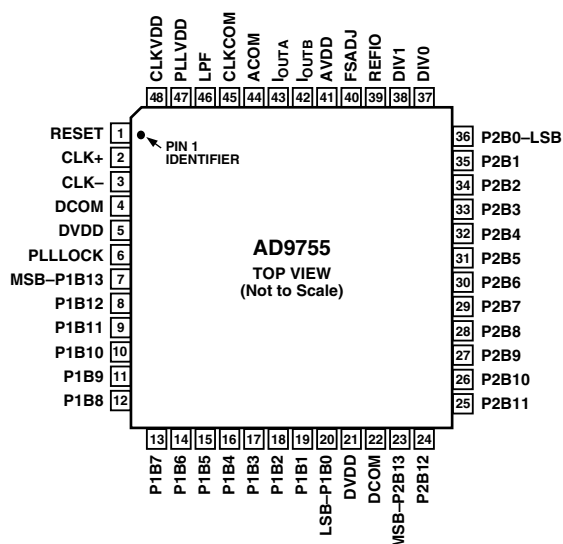 CLKVDD
PLLVDD
LPF
CLKCOM
ACOM
IOUTA
IOUTB
AVDD
FSADJ
REFIO
DIV1
DIV0
48 47 46 45 44 43 42 41 40 39 38 37
RESET 1
CLK+ 2
CLK– 3
DCOM 4
DVDD 5
PLLLOCK 6
MSB–P1B13 7
P1B12 8
P1B11 9
P1B10 10
P1B9 11
P1B8 12
PIN 1
IDENTIFIER
AD9755
TOP VIEW
(Not to Scale)
36 P2B0–LSB
35 P2B1
34 P2B2
33 P2B3
32 P2B4
31 P2B5
30 P2B6
29 P2B7
28 P2B8
27 P2B9
26 P2B10
25 P2B11
13 14 15 16 17 18 19 20 21 22 23 24
P1B7
P1B6
P1B5
P1B4
P1B3
P1B2
P1B1
LSB–P1B0
DVDD
DCOM
MSB–P2B13
P2B12